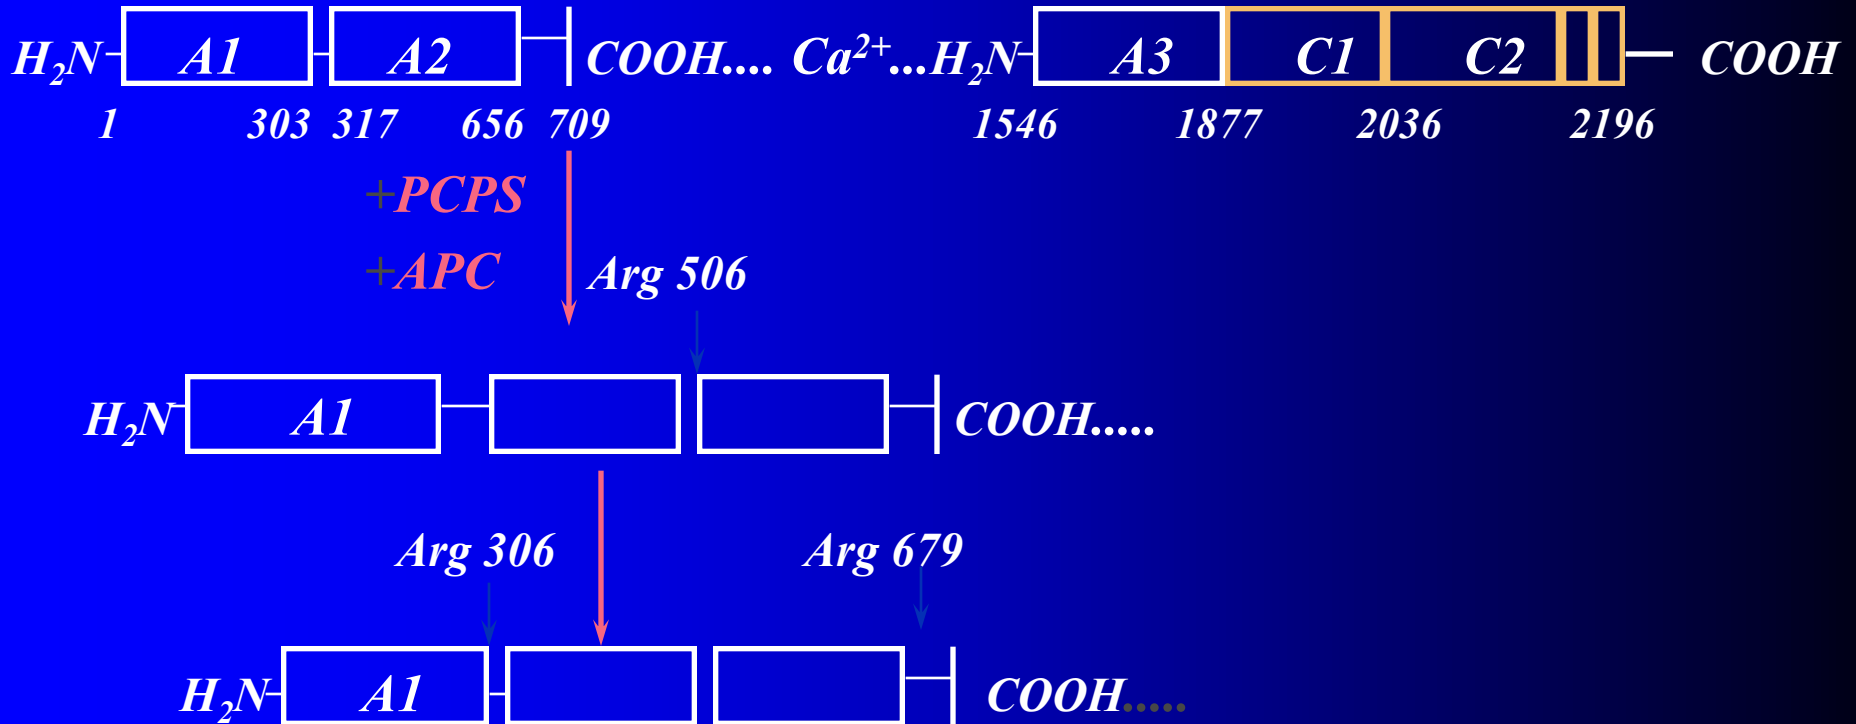 H₂N A1 A2 COOH.... Ca²⁺...H₂N A3 C1 C2 COOH
1 303 317 656 709 1546 1877 2036 2196
+PCPS
+APC Arg 506
H₂N A1 COOH.....
Arg 306 Arg 679
H₂N A1 COOH.....